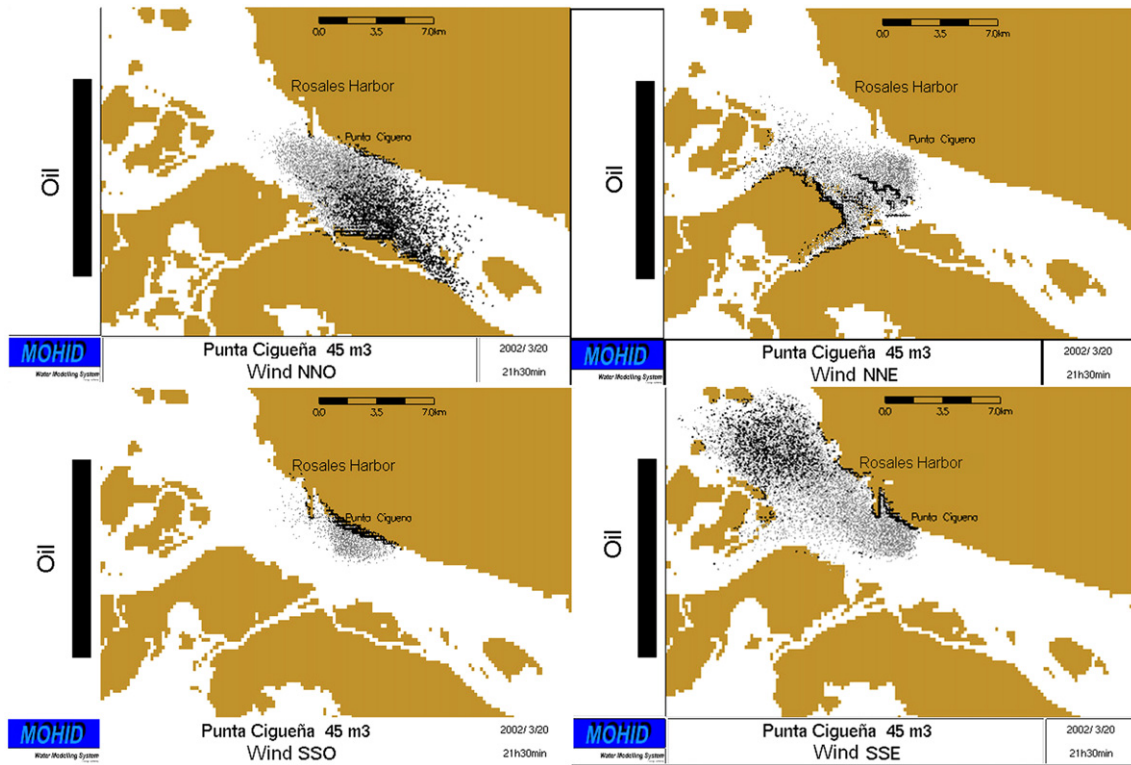 0.0 3.5 7.0km
Rosales Harbor
Punta Ciguena
Oil
MOHID
Water Modelling System
Punta Cigueña 45 m3
Wind NNO
2002/ 3/20
21h30min
0.0 3.5 7.0km
Rosales Harbor
Punta Ciguena
Oil
MOHID
Water Modelling System
Punta Cigueña 45 m3
Wind NNE
2002/ 3/20
21h30min
0.0 3.5 7.0km
Rosales Harbor
Punta Ciguena
Oil
MOHID
Water Modelling System
Punta Cigueña 45 m3
Wind SSO
2002/ 3/20
21h30min
0.0 3.5 7.0km
Rosales Harbor
Punta Ciguena
Oil
MOHID
Water Modelling System
Punta Cigueña 45 m3
Wind SSE
2002/ 3/20
21h30min